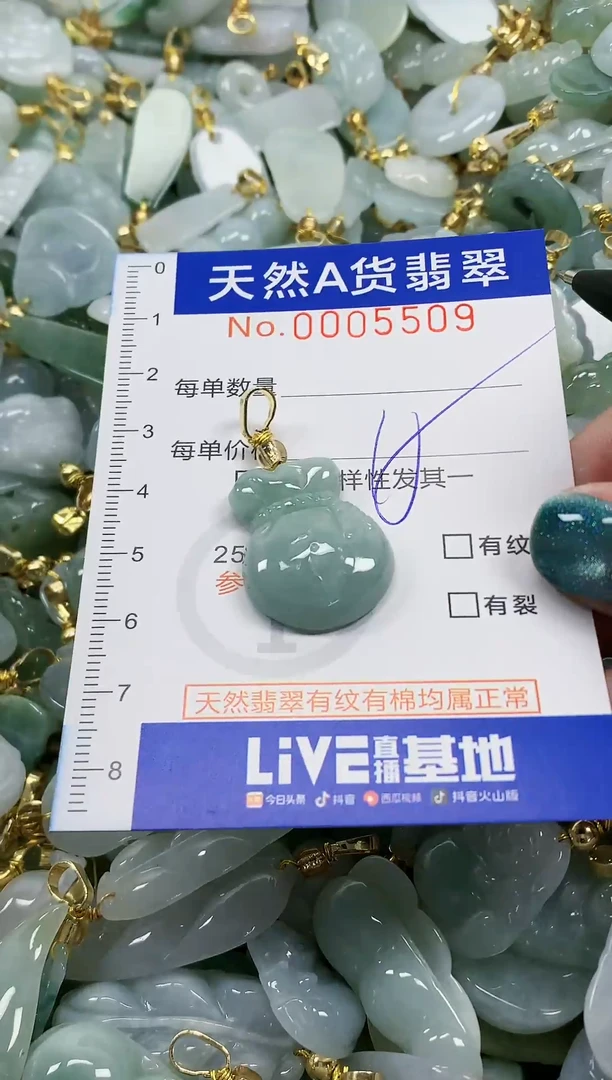 0
天然A货翡翠
1
No.0005509
2
每单数量
3
每单价
样性发其一
4
5
25
有纹
参
6
有裂
7
天然翡翠有纹有棉均属正常
8
LiVE直播基地
今日头条 抖音 西瓜视频 抖音火山版